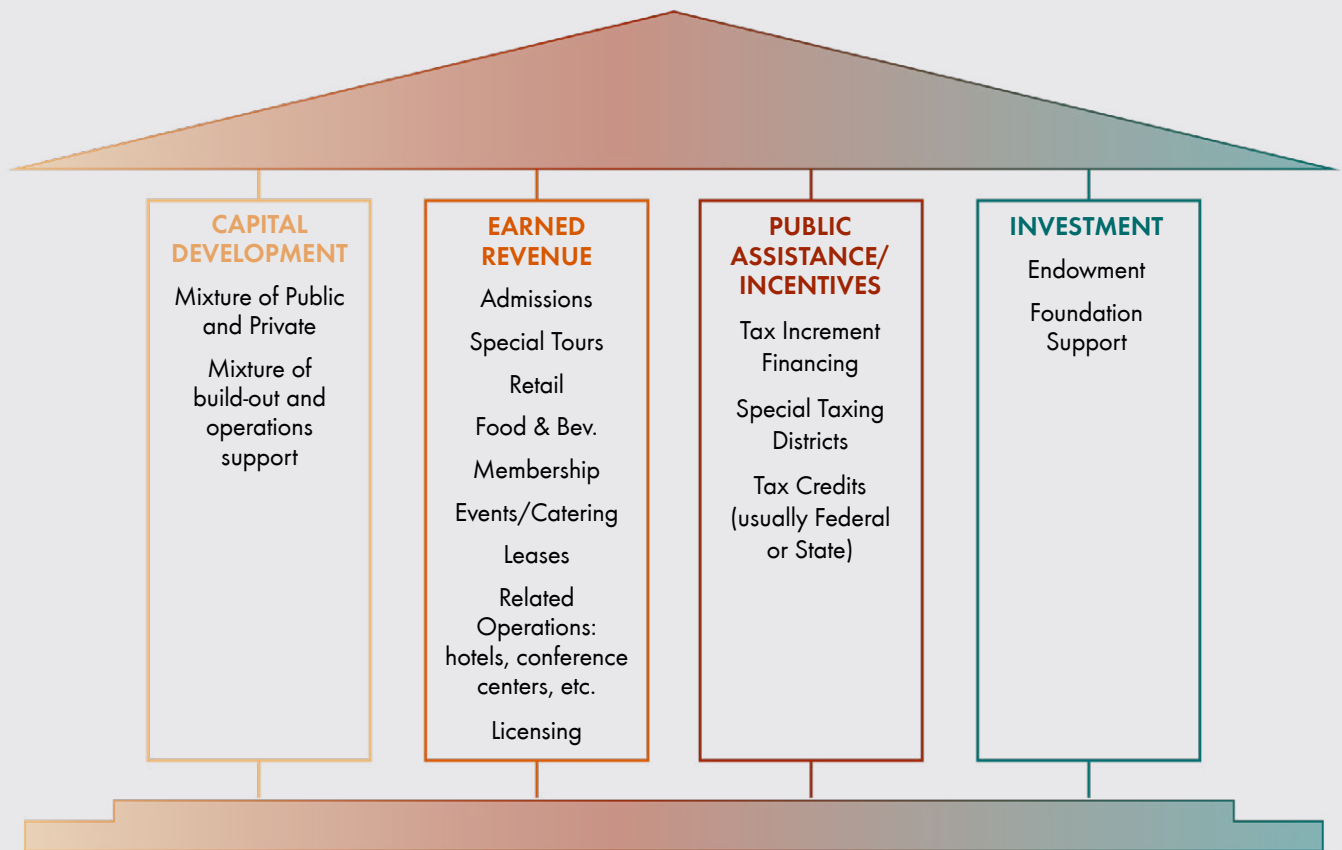 CAPITAL
DEVELOPMENT
Mixture of Public
and Private
Mixture of
build-out and
operations
support
EARNED
REVENUE
Admissions
Special Tours
Retail
Food & Bev.
Membership
Events/Catering
Leases
Related
Operations:
hotels, conference
centers, etc.
Licensing
PUBLIC
ASSISTANCE/
INCENTIVES
Tax Increment
Financing
Special Taxing
Districts
Tax Credits
(usually Federal
or State)
INVESTMENT
Endowment
Foundation
Support